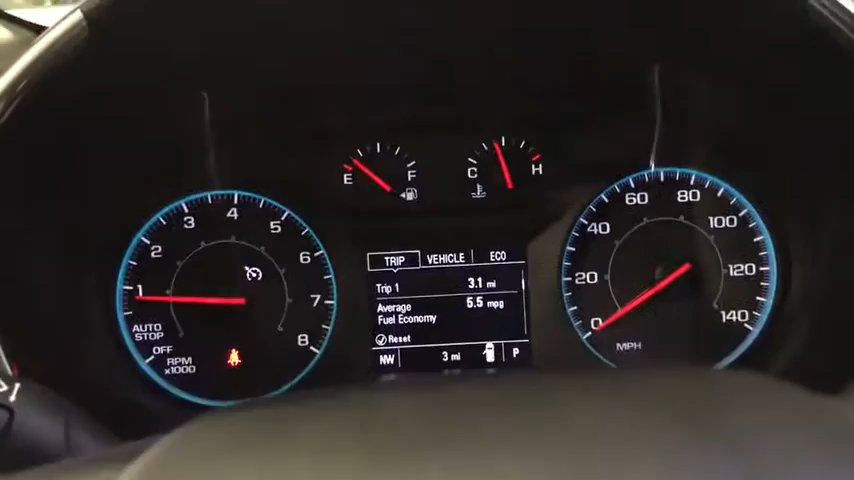 E F
C H
1 2 3 4 5 6 7 8
AUTO
STOP
OFF
RPM
x1000
TRIP VEHICLE ECO
Trip 1 3.1 mi
Average 5.5 mpg
Fuel Economy
Reset
NW 3 mi P
0 20 40 60 80 100 120 140
MPH